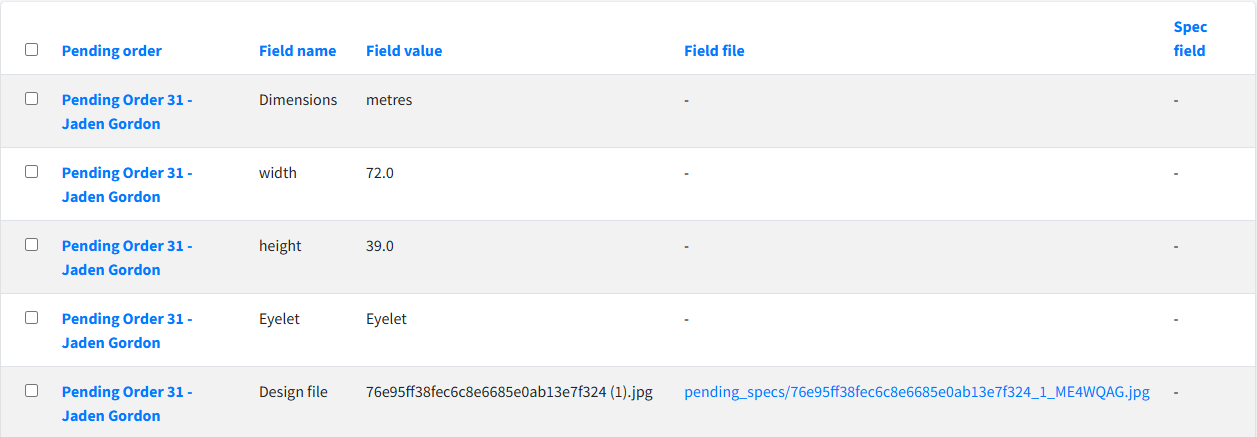 Pending order Field name Field value Field file Spec field
Pending Order 31 - Jaden Gordon Dimensions metres - -
Pending Order 31 - Jaden Gordon width 72.0 - -
Pending Order 31 - Jaden Gordon height 39.0 - -
Pending Order 31 - Jaden Gordon Eyelet Eyelet - -
Pending Order 31 - Jaden Gordon Design file 76e95ff38fec6c8e6685e0ab13e7f324 (1).jpg pending_specs/76e95ff38fec6c8e6685e0ab13e7f324_1_ME4WQAG.jpg -